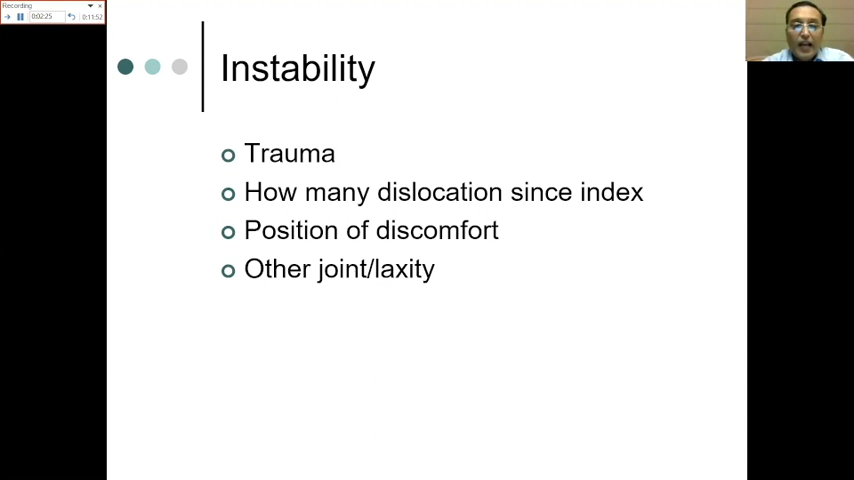 Recording
0:02:25
0:11:52
Instability
Trauma
How many dislocation since index
Position of discomfort
Other joint/laxity